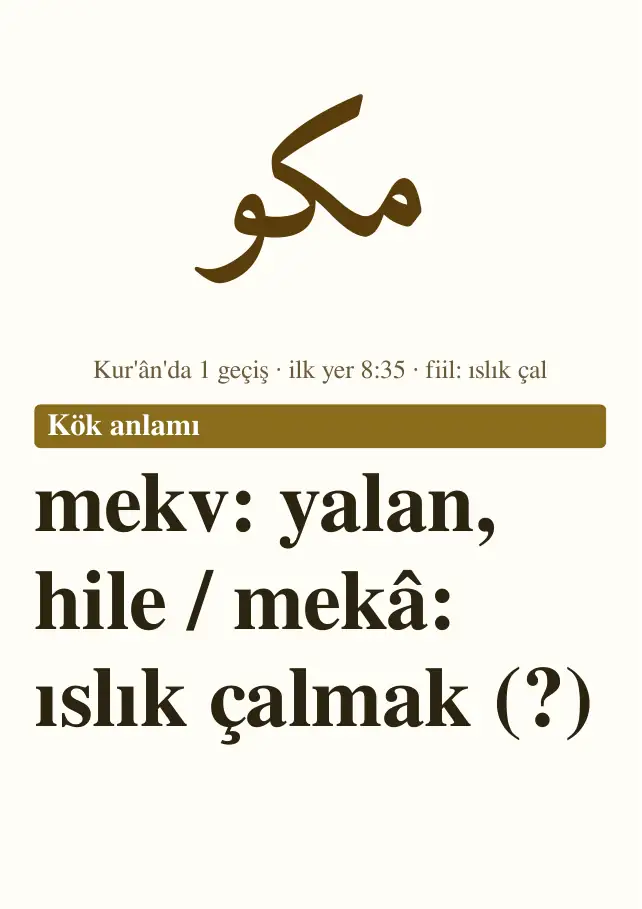 مكو
Kur'ân'da 1 geçiş · ilk yer 8:35 · fiil: ıslık çal
Kök anlamı
mekv: yalan,
hile / mekâ:
ıslık çalmak (?)